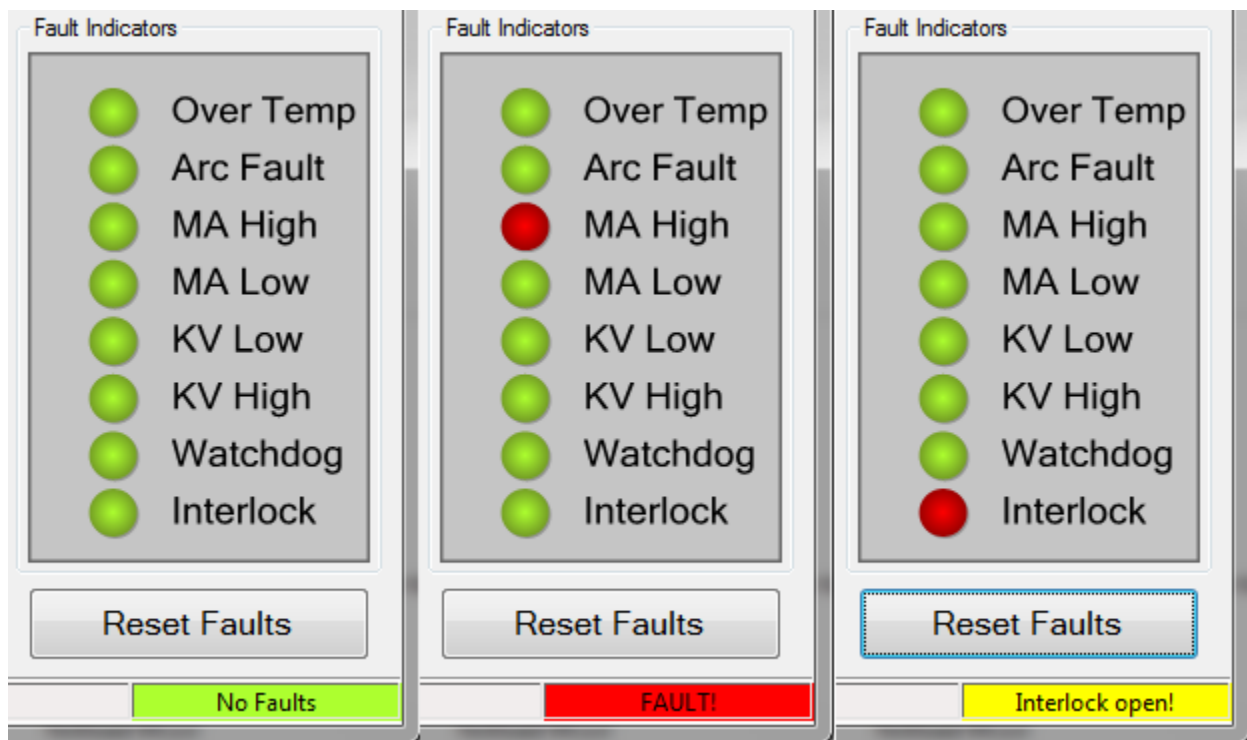 Fault Indicators
Over Temp
Arc Fault
MA High
MA Low
KV Low
KV High
Watchdog
Interlock
Reset Faults
No Faults
Fault Indicators
Over Temp
Arc Fault
MA High
MA Low
KV Low
KV High
Watchdog
Interlock
Reset Faults
FAULT!
Fault Indicators
Over Temp
Arc Fault
MA High
MA Low
KV Low
KV High
Watchdog
Interlock
Reset Faults
Interlock open!